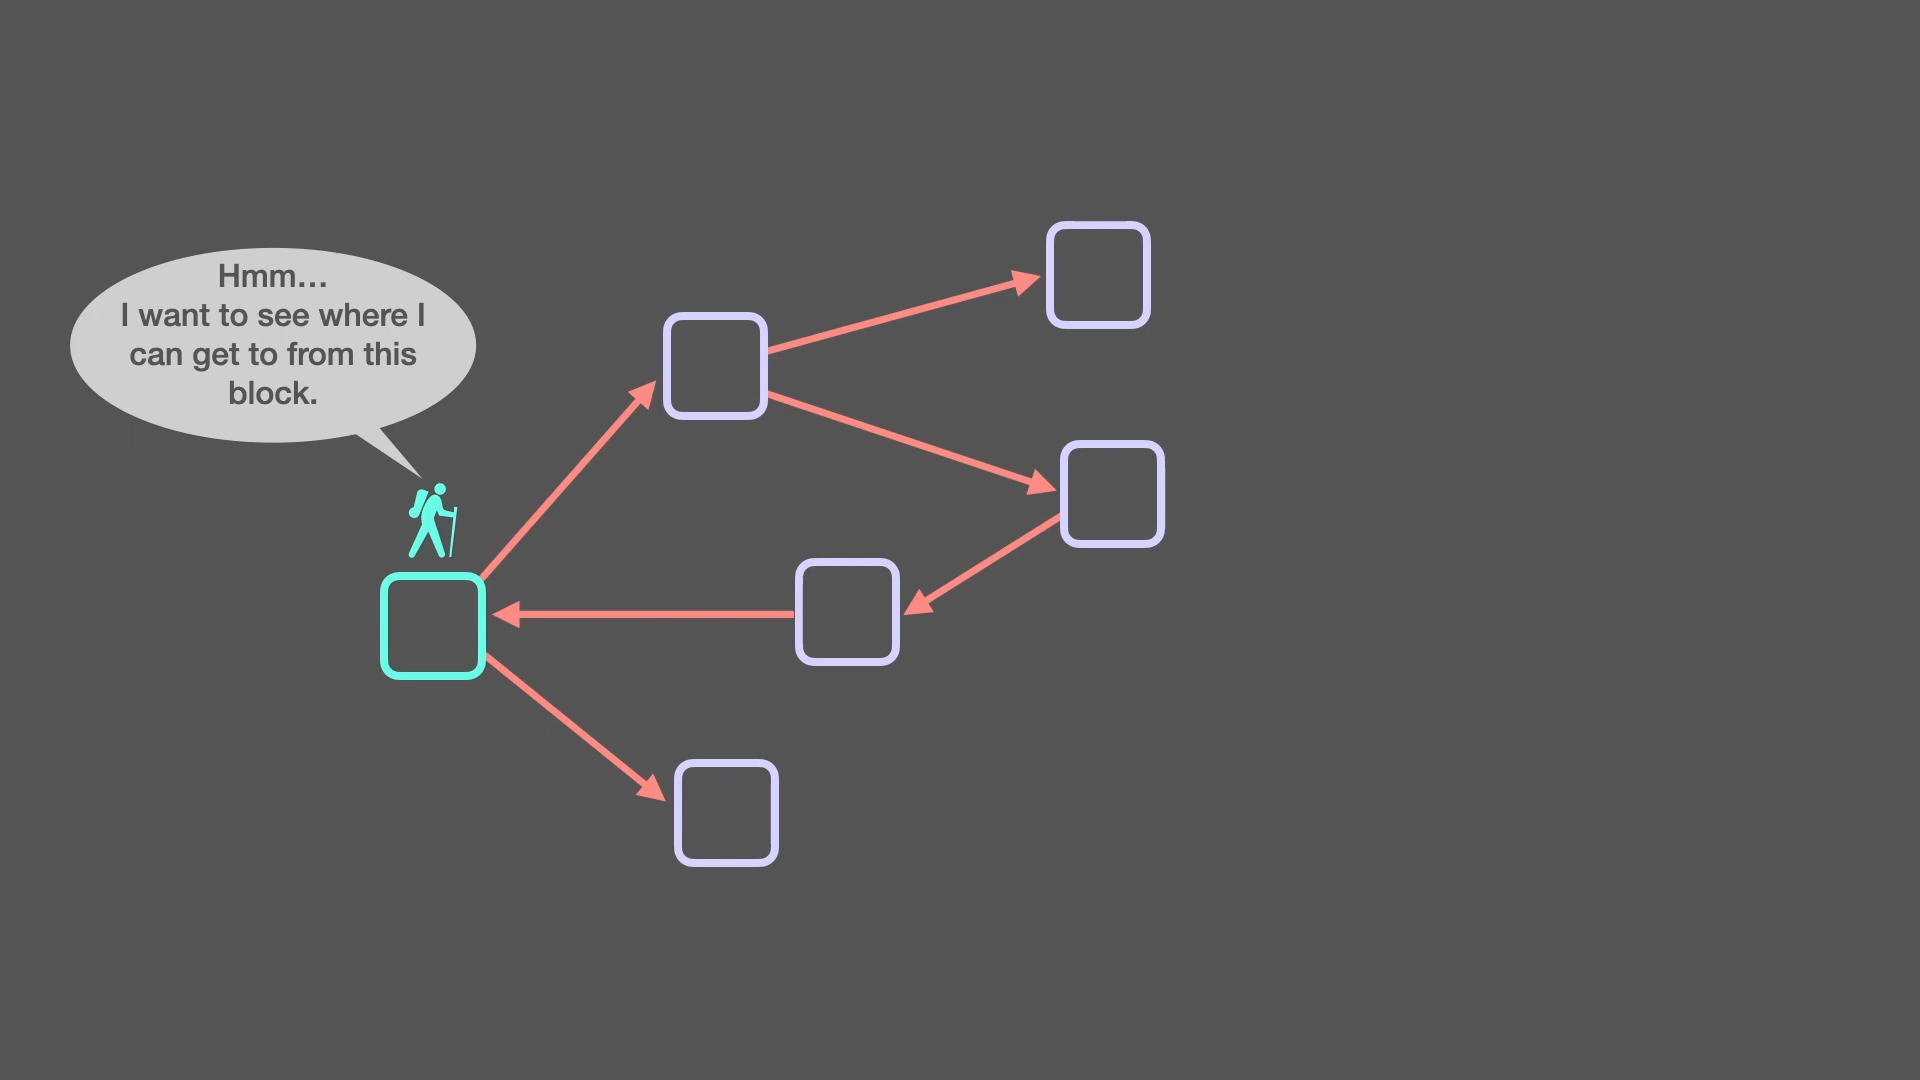 Hmm…
I want to see where I
can get to from this
block.